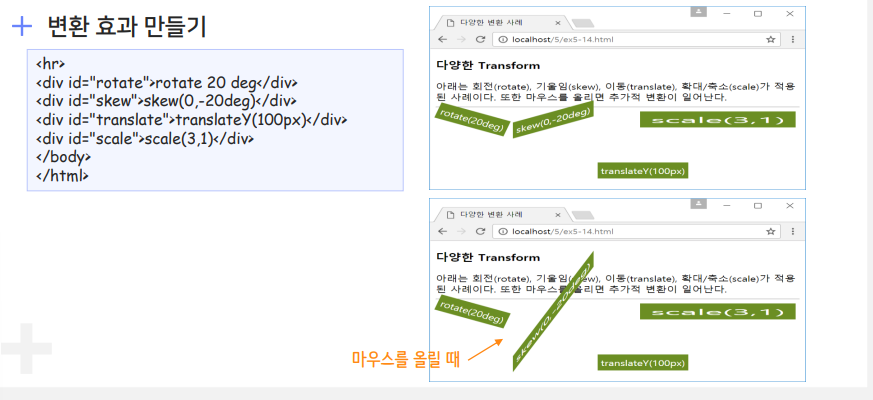 변환 효과 만들기
<hr>
<div id="rotate">rotate 20 deg</div>
<div id="skew">skew(0,-20deg)</div>
<div id="translate">translateY(100px)</div>
<div id="scale">scale(3,1)</div>
</body>
</html>
다양한 변환 사례
localhost/5/ex5-14.html
다양한 Transform
아래는 회전(rotate), 기울임(skew), 이동(translate), 확대/축소(scale)가 적용
된 사례이다. 또한 마우스를 올리면 추가적 변환이 일어난다.
rotate(20deg)
skew(0,-20deg)
scale(3,1)
translateY(100px)
다양한 변환 사례
localhost/5/ex5-14.html
다양한 Transform
아래는 회전(rotate), 기울임(skew), 이동(translate), 확대/축소(scale)가 적용
된 사례이다. 또한 마우스를 올리면 추가적 변환이 일어난다.
rotate(20deg)
scale(3,1)
마우스를 올릴 때
translateY(100px)